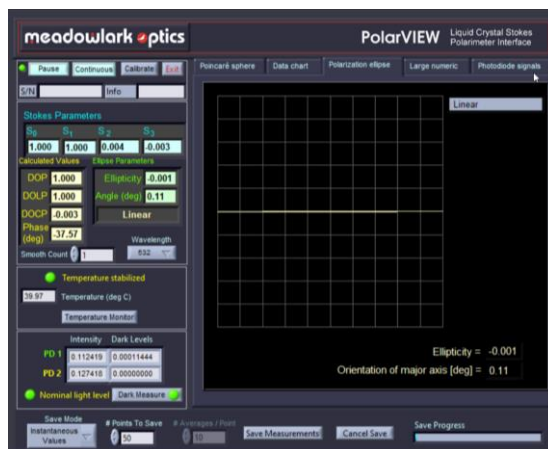 meadowlark optics
PolarVIEW
Liquid Crystal Stokes
Polarimeter Interface
Pause
Continuous
Calibrate
Exit
Poincaré sphere
Data chart
Polarization ellipse
Large numeric
Photodiode signals
S/N
Info
Linear
Stokes Parameters
S0 S1 S2 S3
1.000 1.000 0.004 -0.003
Calculated Values
Ellipse Parameters
DOP 1.000
Ellipticity -0.001
DOLP 1.000
Angle (deg) 0.11
DOCP -0.003
Linear
Phase
(deg) -37.57
Wavelength
Smooth Count 1
632
Temperature stabilized
39.97 Temperature (deg C)
Temperature Monitor
Intensity Dark Levels
PD 1 0.112419 0.00011444
PD 2 0.127418 0.00000000
Nominal light level
Dark Measure
Ellipticity = -0.001
Orientation of major axis [deg] = 0.11
Save Mode
Instantaneous
Values
# Points To Save
50
# Averages / Point
10
Save Measurements
Cancel Save
Save Progress